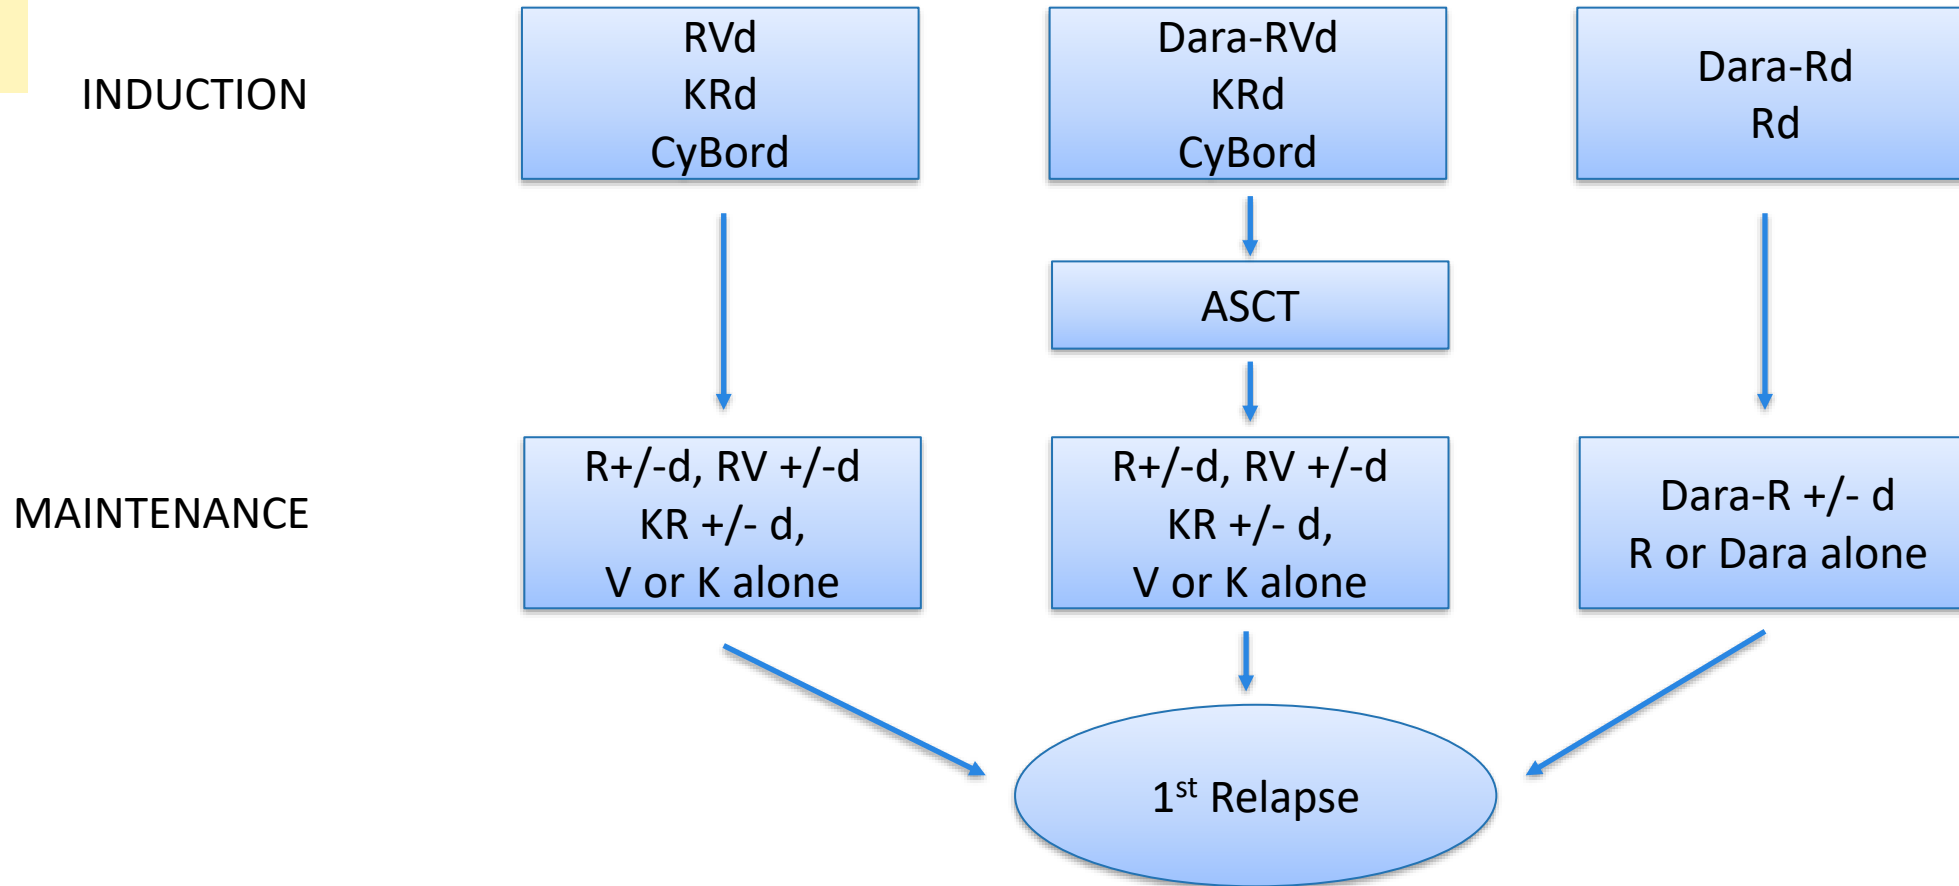 INDUCTION
RVd
KRd
CyBord
Dara-RVd
KRd
CyBord
Dara-Rd
Rd
ASCT
MAINTENANCE
R+/-d, RV +/-d
KR +/- d,
V or K alone
R+/-d, RV +/-d
KR +/- d,
V or K alone
Dara-R +/- d
R or Dara alone
1st Relapse